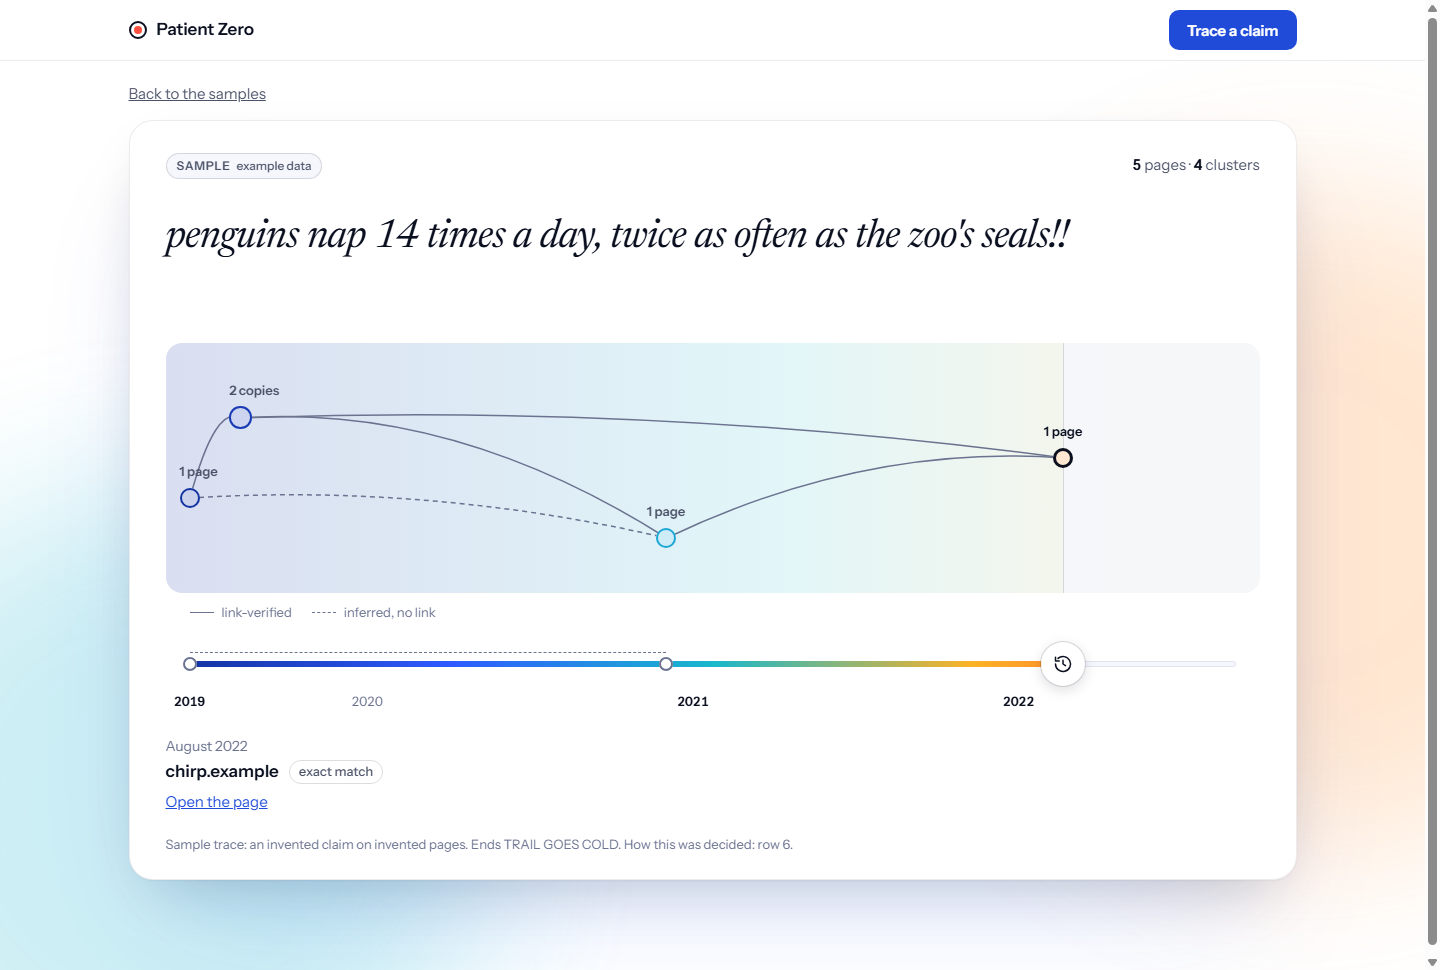 Patient Zero
Trace a claim
Back to the samples
SAMPLE example data
5 pages · 4 clusters
penguins nap 14 times a day, twice as often as the zoo's seals!!
2 copies
1 page
1 page
1 page
link-verified
inferred, no link
2019
2020
2021
2022
August 2022
chirp.example exact match
Open the page
Sample trace: an invented claim on invented pages. Ends TRAIL GOES COLD. How this was decided: row 6.